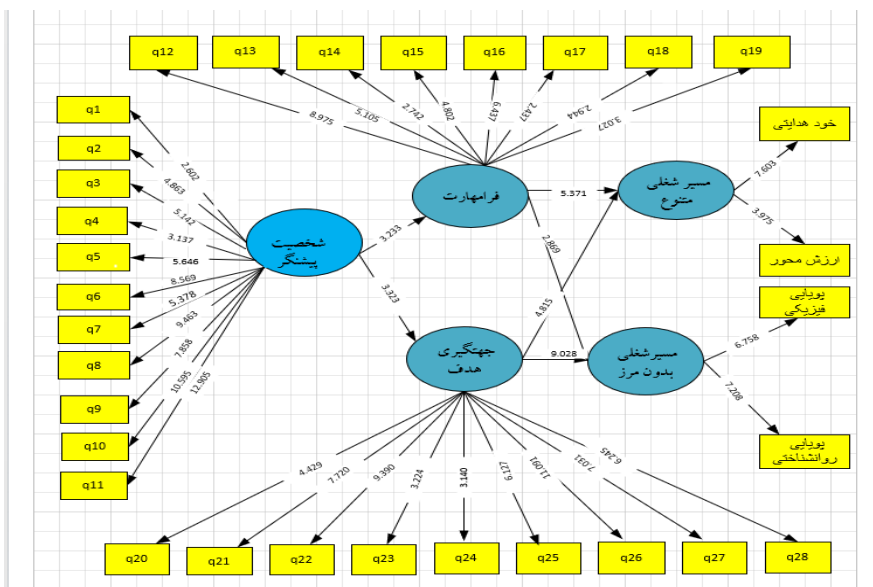 q12
q13
q14
q15
q16
q17
q18
q19
8.975
5.105
2.742
4.802
6.437
2.437
2.944
3.027
q1
q2
q3
q4
q5
q6
q7
q8
q9
q10
q11
2.602
4.863
5.142
3.137
5.646
8.569
5.378
9.463
7.858
10.595
12.905
شخصیت
پیشنگر
3.233
3.323
فرامهارت
جهتگیری
هدف
5.371
2.869
4.815
9.028
مسیر شغلی
متنوع
مسیرشغلی
بدون مرز
7.603
3.975
6.758
7.208
خود هدایتی
ارزش محور
پویایی
فیزیکی
پویایی
روانشناختی
4.429
7.720
9.390
3.224
3.140
6.127
11.091
7.031
6.245
q20
q21
q22
q23
q24
q25
q26
q27
q28